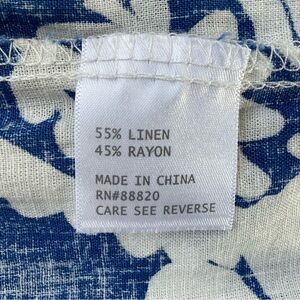 55% LINEN
45% RAYON
MADE IN CHINA
RN#88820
CARE SEE REVERSE